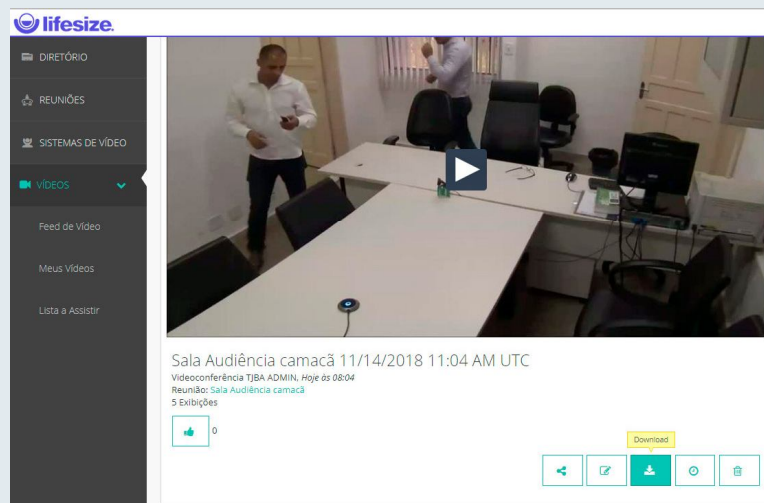 lifesize.
DIRETÓRIO
REUNIÕES
SISTEMAS DE VÍDEO
VÍDEOS
Feed de Vídeo
Meus Vídeos
Lista a Assistir
Sala Audiência camacã 11/14/2018 11:04 AM UTC
Videoconferência TJBA ADMIN, Hoje às 08:04
Reunião: Sala Audiência camacã
5 Exibições
0
Download